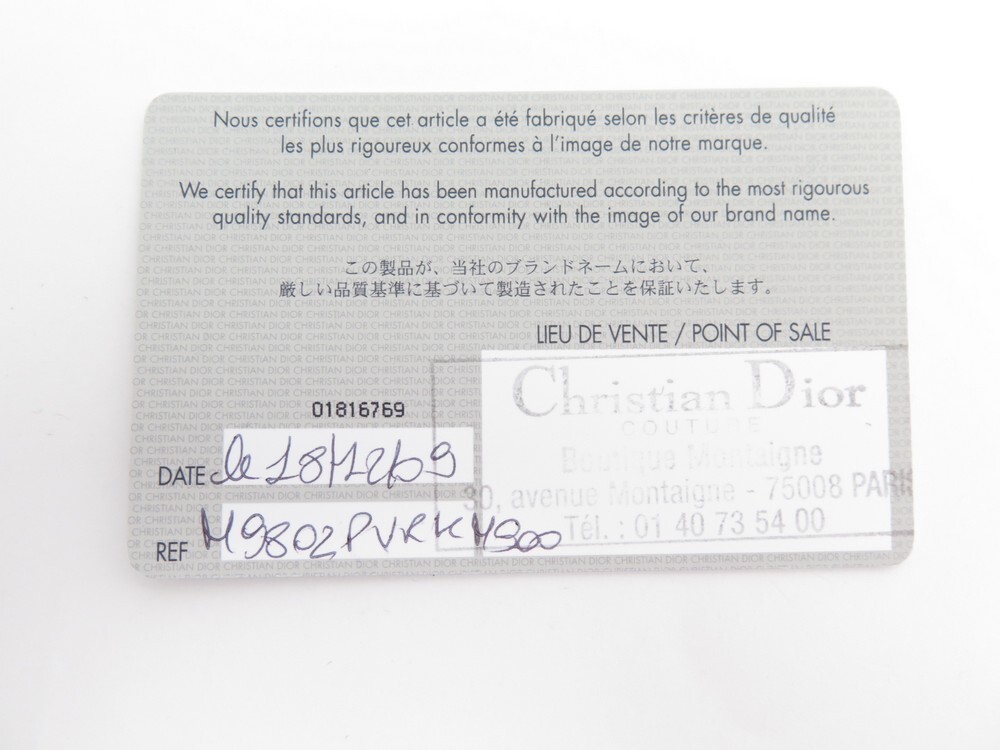 Nous certifions que cet article a été fabriqué selon les critères de qualité
les plus rigoureux conformes à l'image de notre marque.
We certify that this article has been manufactured according to the most rigourous
quality standards, and in conformity with the image of our brand name.
この製品が、当社のブランドネームにおいて、
厳しい品質基準に基づいて製造されたことを保証いたします。
LIEU DE VENTE / POINT OF SALE
Christian Dior
COUTURE
Boutique Montaigne
30, avenue Montaigne - 75008 PARIS
Tél. : 01 40 73 54 00
01816769
DATE le 18/12/09
REF M9802PVRK M900